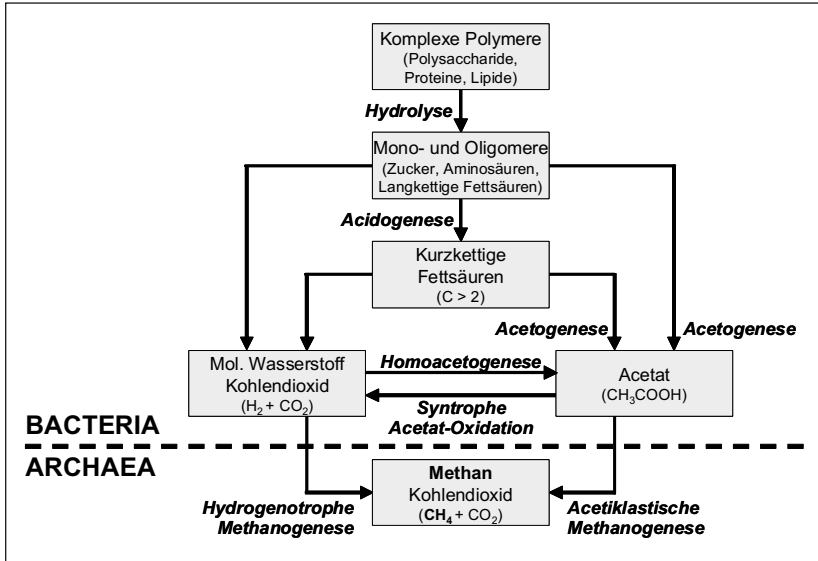 Komplexe Polymere
(Polysaccharide,
Proteine, Lipide)
Hydrolyse
Mono- und Oligomere
(Zucker, Aminosäuren,
Langkettige Fettsäuren)
Acidogenese
Kurzkettige
Fettsäuren
(C > 2)
Acetogenese
Acetogenese
Mol. Wasserstoff
Kohlendioxid
(H₂ + CO₂)
Homoacetogenese
Acetat
(CH₃COOH)
Syntrophe
Acetat-Oxidation
BACTERIA
ARCHAEA
Methan
Kohlendioxid
(CH₄ + CO₂)
Hydrogenotrophe
Methanogenese
Acetiklastische
Methanogenese